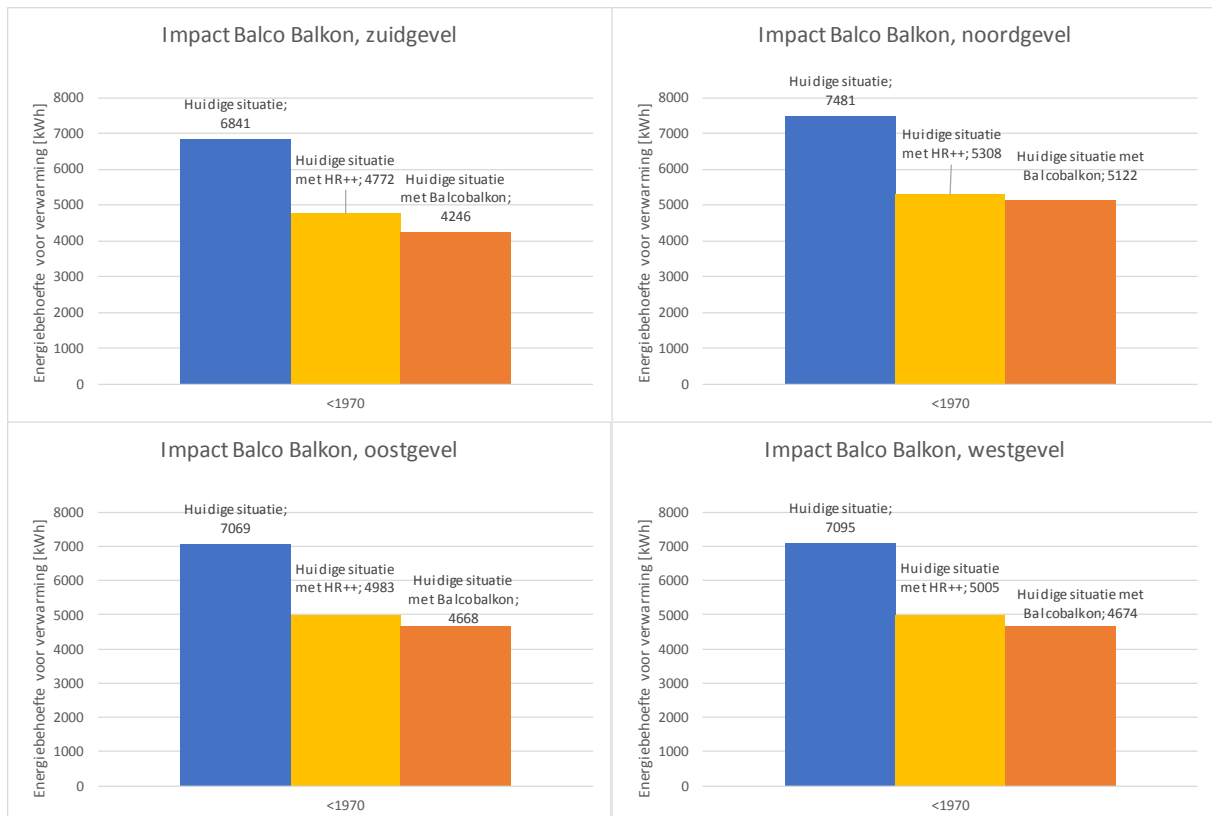 Impact Balco Balkon, zuidgevel
Energiebehoefte voor verwarming [kWh]
8000
7000
6000
5000
4000
3000
2000
1000
0
Huidige situatie;
6841
Huidige situatie
met HR++; 4772
Huidige situatie
met Balcobalkon;
4246
<1970
Impact Balco Balkon, noordgevel
Energiebehoefte voor verwarming [kWh]
8000
7000
6000
5000
4000
3000
2000
1000
0
Huidige situatie;
7481
Huidige situatie
met HR++; 5308
Huidige situatie met
Balcobalkon; 5122
<1970
Impact Balco Balkon, oostgevel
Energiebehoefte voor verwarming [kWh]
8000
7000
6000
5000
4000
3000
2000
1000
0
Huidige situatie;
7069
Huidige situatie
met HR++; 4983
Huidige situatie
met Balcobalkon;
4668
<1970
Impact Balco Balkon, westgevel
Energiebehoefte voor verwarming [kWh]
8000
7000
6000
5000
4000
3000
2000
1000
0
Huidige situatie;
7095
Huidige situatie
met HR++; 5005
Huidige situatie met
Balcobalkon; 4674
<1970